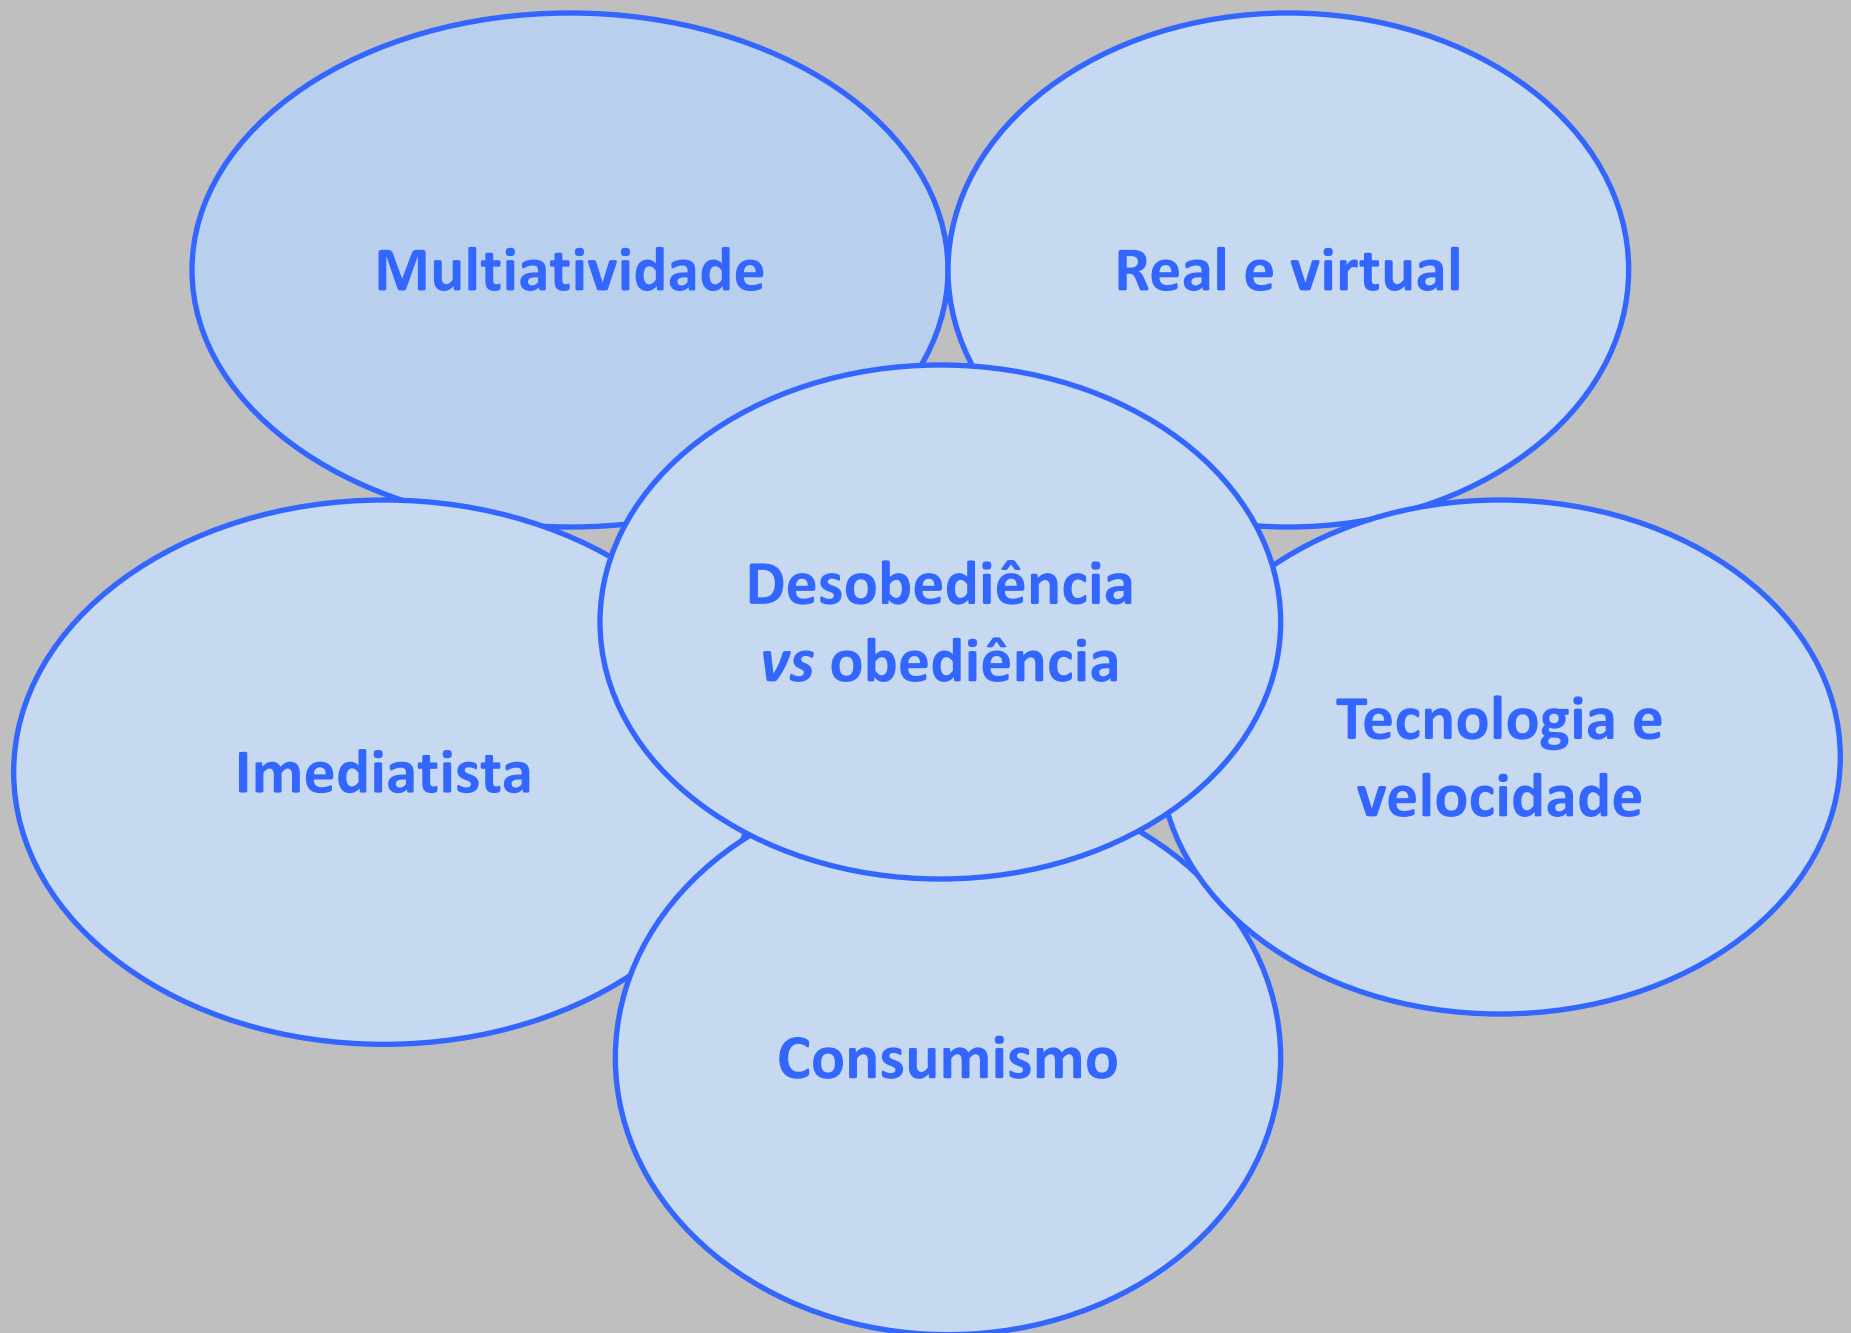 Multiatividade
Real e virtual
Desobediência
vs obediência
Imediatista
Tecnologia e
velocidade
Consumismo